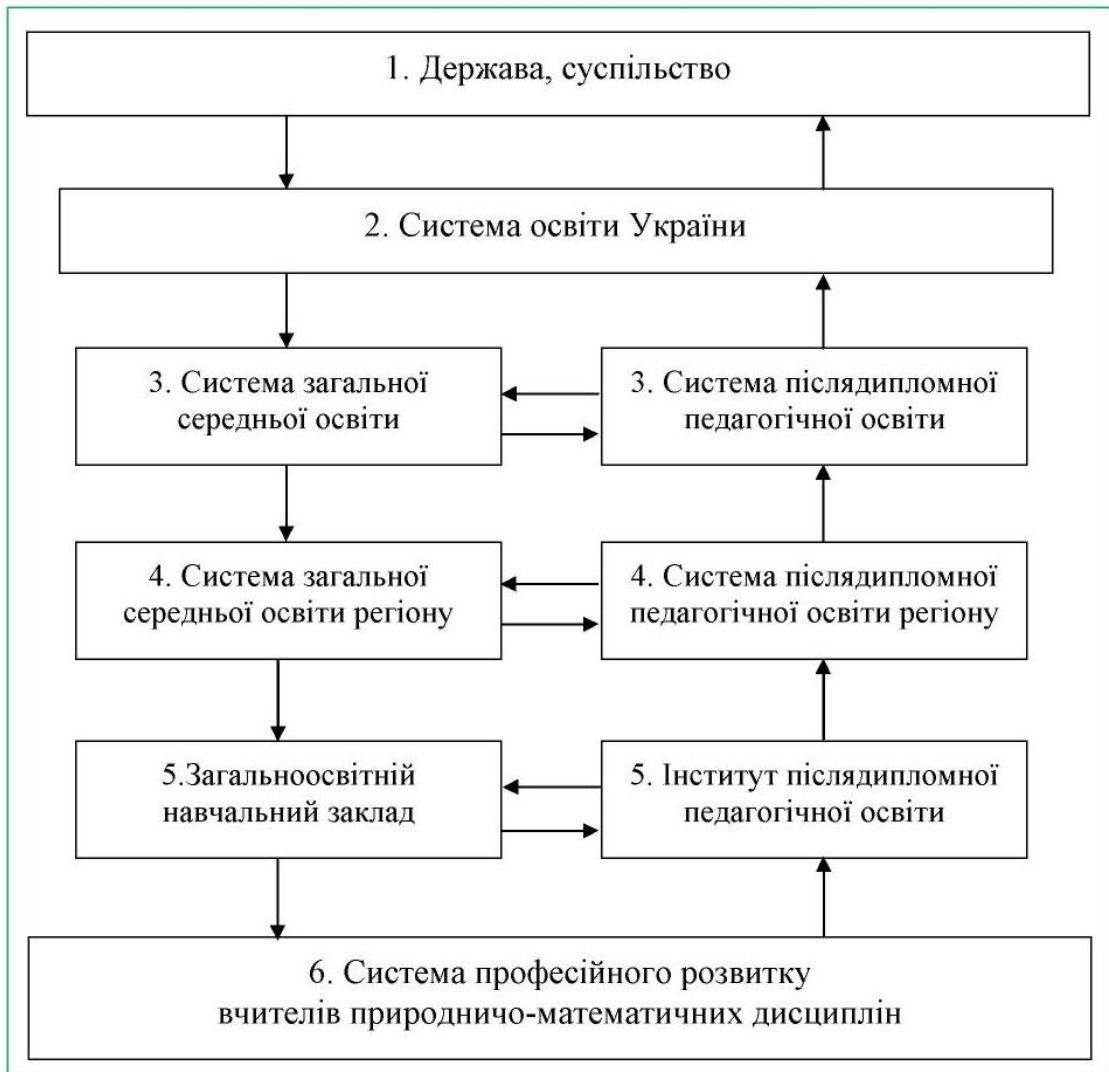 1. Держава, суспільство
2. Система освіти України
3. Система загальної
середньої освіти
3. Система післядипломної
педагогічної освіти
4. Система загальної
середньої освіти регіону
4. Система післядипломної
педагогічної освіти регіону
5.Загальноосвітній
навчальний заклад
5. Інститут післядипломної
педагогічної освіти
6. Система професійного розвитку
вчителів природничо-математичних дисциплін